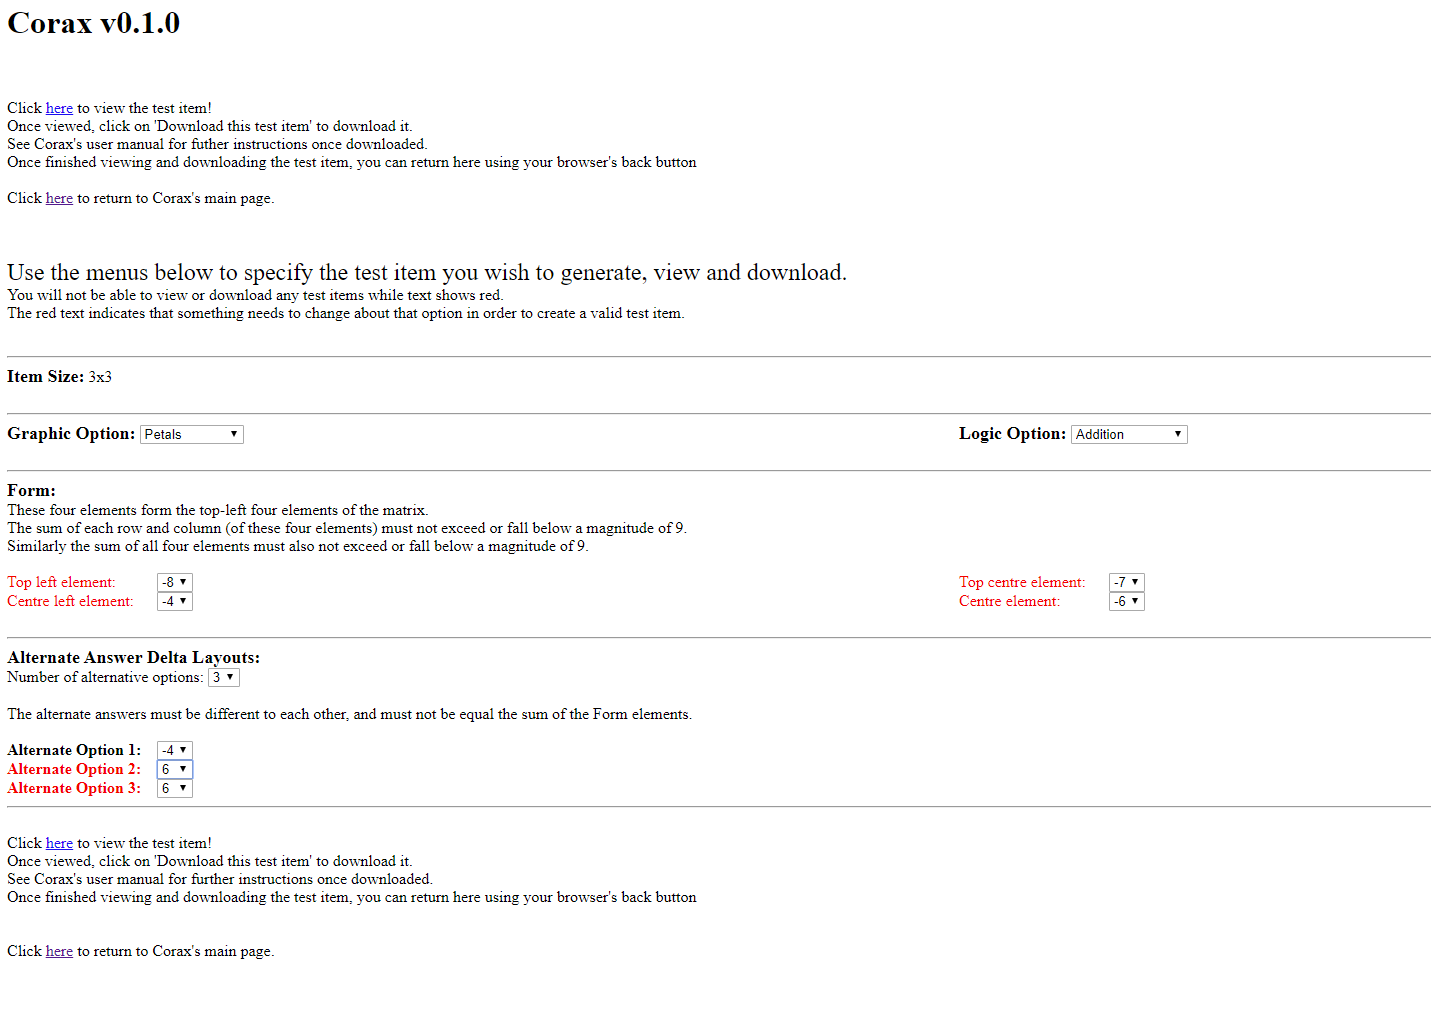 Corax v0.1.0
Click here to view the test item!
Once viewed, click on 'Download this test item' to download it.
See Corax's user manual for futher instructions once downloaded.
Once finished viewing and downloading the test item, you can return here using your browser's back button
Click here to return to Corax's main page.
Use the menus below to specify the test item you wish to generate, view and download.
You will not be able to view or download any test items while text shows red.
The red text indicates that something needs to change about that option in order to create a valid test item.
Item Size: 3x3
Graphic Option: Petals Logic Option: Addition
Form:
These four elements form the top-left four elements of the matrix.
The sum of each row and column (of these four elements) must not exceed or fall below a magnitude of 9.
Similarly the sum of all four elements must also not exceed or fall below a magnitude of 9.
Top left element: -8 Top centre element: -7
Centre left element: -4 Centre element: -6
Alternate Answer Delta Layouts:
Number of alternative options: 3
The alternate answers must be different to each other, and must not be equal the sum of the Form elements.
Alternate Option 1: -4
Alternate Option 2: 6
Alternate Option 3: 6
Click here to view the test item!
Once viewed, click on 'Download this test item' to download it.
See Corax's user manual for further instructions once downloaded.
Once finished viewing and downloading the test item, you can return here using your browser's back button
Click here to return to Corax's main page.